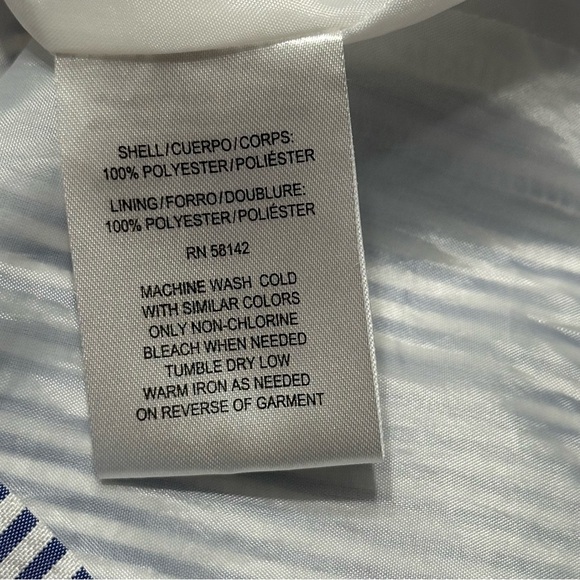 SHELL/CUERPO/CORPS:
100% POLYESTER/POLIÉSTER
LINING/FORRO/DOUBLURE:
100% POLYESTER/POLIÉSTER
RN 58142
MACHINE WASH COLD
WITH SIMILAR COLORS
ONLY NON-CHLORINE
BLEACH WHEN NEEDED
TUMBLE DRY LOW
WARM IRON AS NEEDED
ON REVERSE OF GARMENT